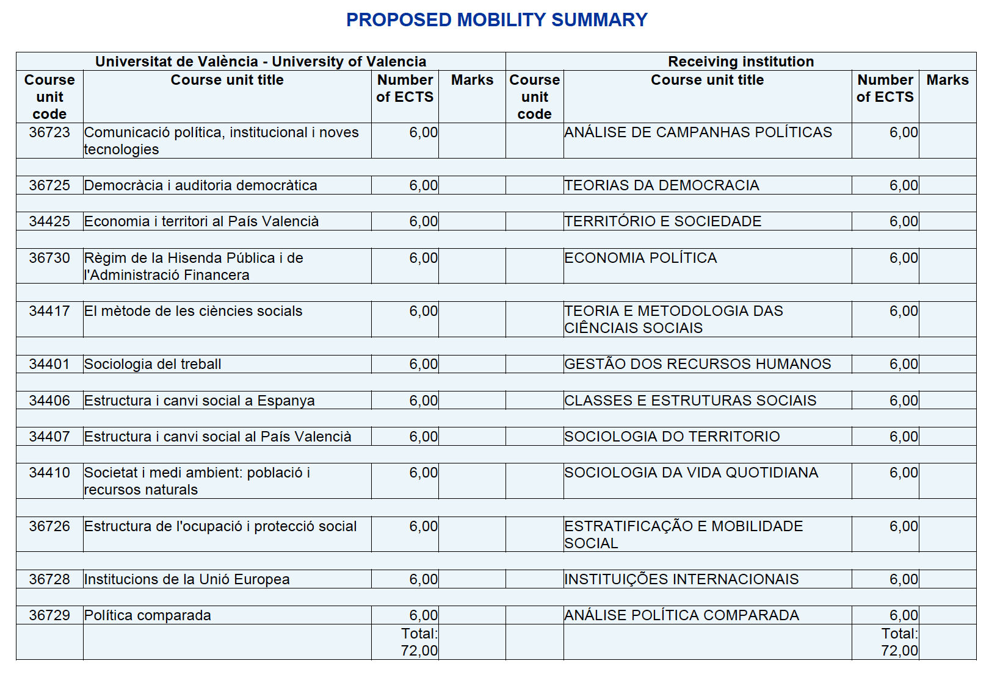 PROPOSED MOBILITY SUMMARY
Universitat de València - University of Valencia Receiving institution
Course unit code Course unit title Number of ECTS Marks Course unit code Course unit title Number of ECTS Marks
36723 Comunicació política, institucional i noves tecnologies 6,00 ANÁLISE DE CAMPANHAS POLÍTICAS 6,00
36725 Democràcia i auditoria democràtica 6,00 TEORIAS DA DEMOCRACIA 6,00
34425 Economia i territori al País Valencià 6,00 TERRITÓRIO E SOCIEDADE 6,00
36730 Règim de la Hisenda Pública i de l'Administració Financera 6,00 ECONOMIA POLÍTICA 6,00
34417 El mètode de les ciències socials 6,00 TEORIA E METODOLOGIA DAS CIÊNCIAIS SOCIAIS 6,00
34401 Sociologia del treball 6,00 GESTÃO DOS RECURSOS HUMANOS 6,00
34406 Estructura i canvi social a Espanya 6,00 CLASSES E ESTRUTURAS SOCIAIS 6,00
34407 Estructura i canvi social al País Valencià 6,00 SOCIOLOGIA DO TERRITORIO 6,00
34410 Societat i medi ambient: població i recursos naturals 6,00 SOCIOLOGIA DA VIDA QUOTIDIANA 6,00
36726 Estructura de l'ocupació i protecció social 6,00 ESTRATIFICAÇÃO E MOBILIDADE SOCIAL 6,00
36728 Institucions de la Unió Europea 6,00 INSTITUIÇÕES INTERNACIONAIS 6,00
36729 Política comparada 6,00 ANÁLISE POLÍTICA COMPARADA 6,00
Total: 72,00 Total: 72,00